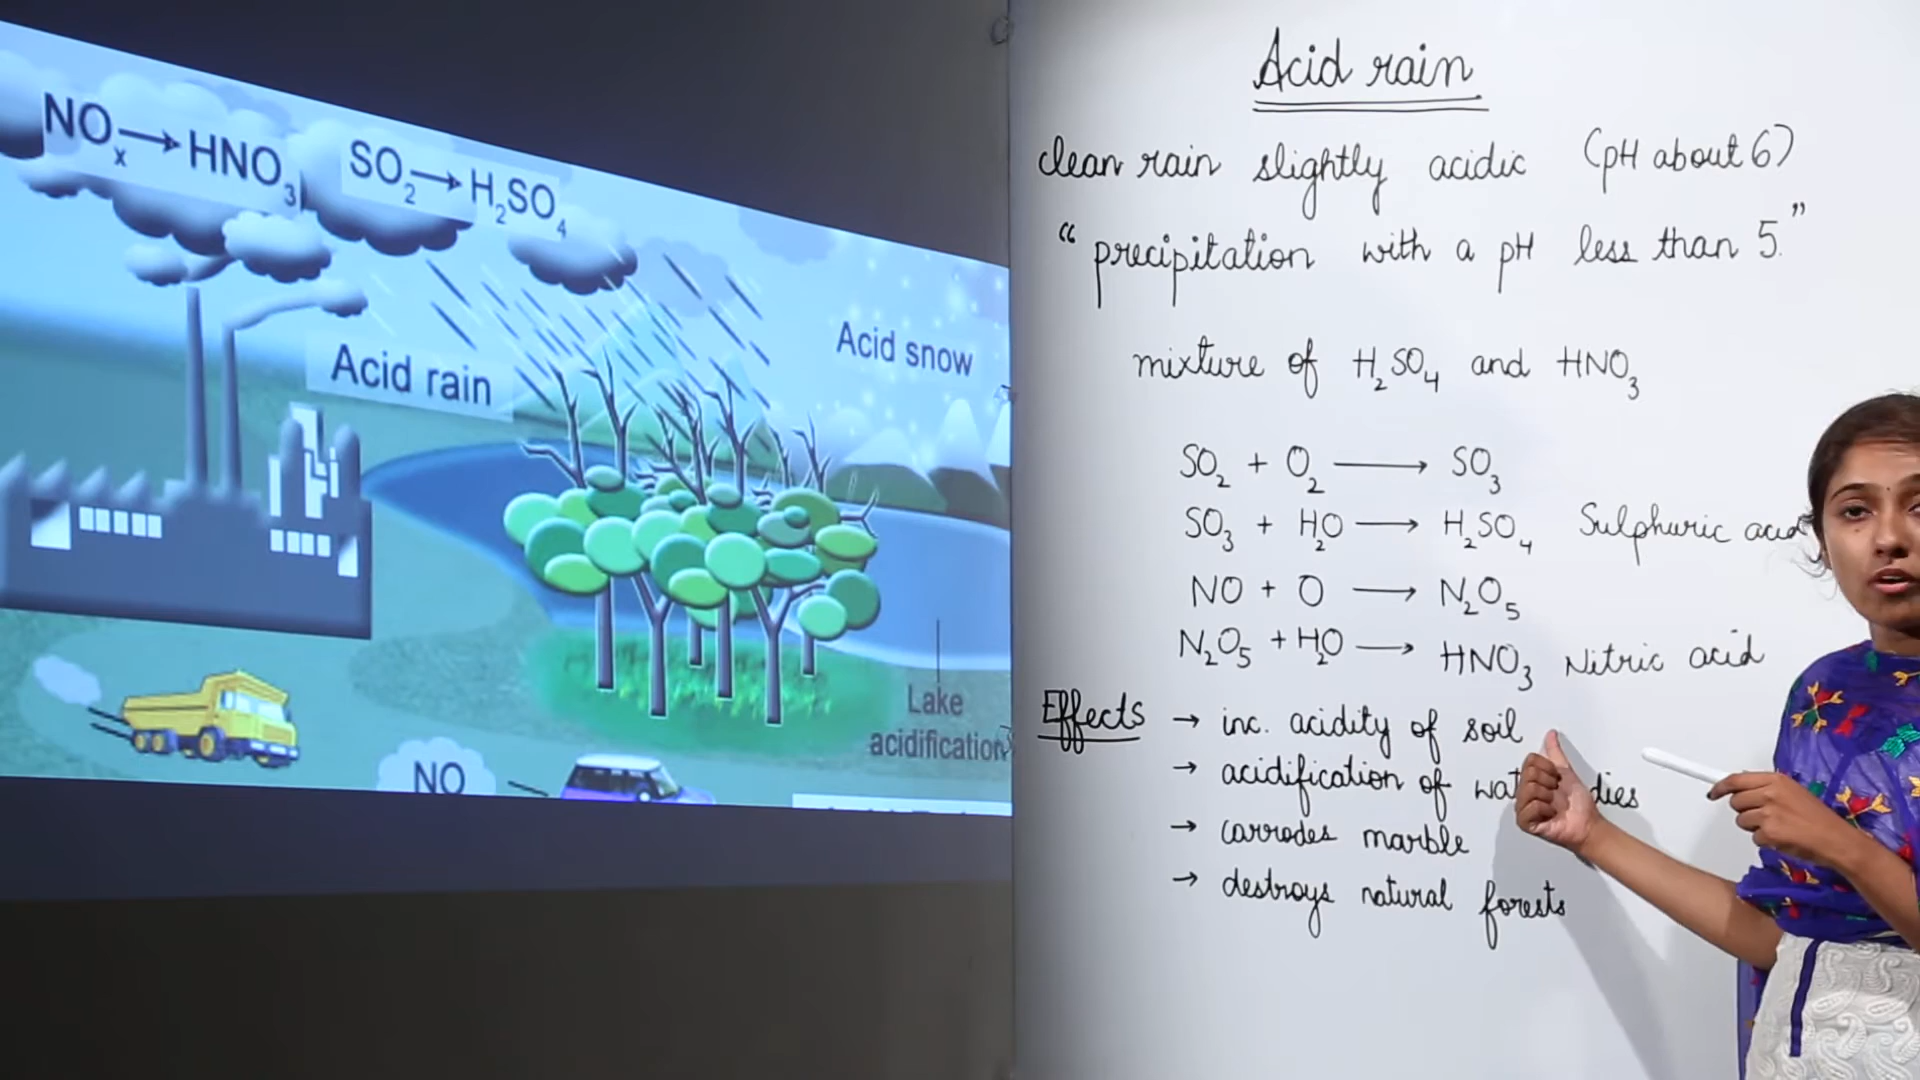 NOₓ→HNO₃
SO₂→H₂SO₄
Acid rain
Acid snow
Lake
acidification
NO
Acid rain
clean rain slightly acidic (pH about 6)
“precipitation with a pH less than 5.”
mixture of H₂SO₄ and HNO₃
SO₂ + O₂ → SO₃
SO₃ + H₂O → H₂SO₄ Sulphuric acid
NO + O → N₂O₅
N₂O₅ + H₂O → HNO₃ Nitric acid
Effects → inc. acidity of soil
→ acidification of wat dies
→ corrodes marble
→ destroys natural forests